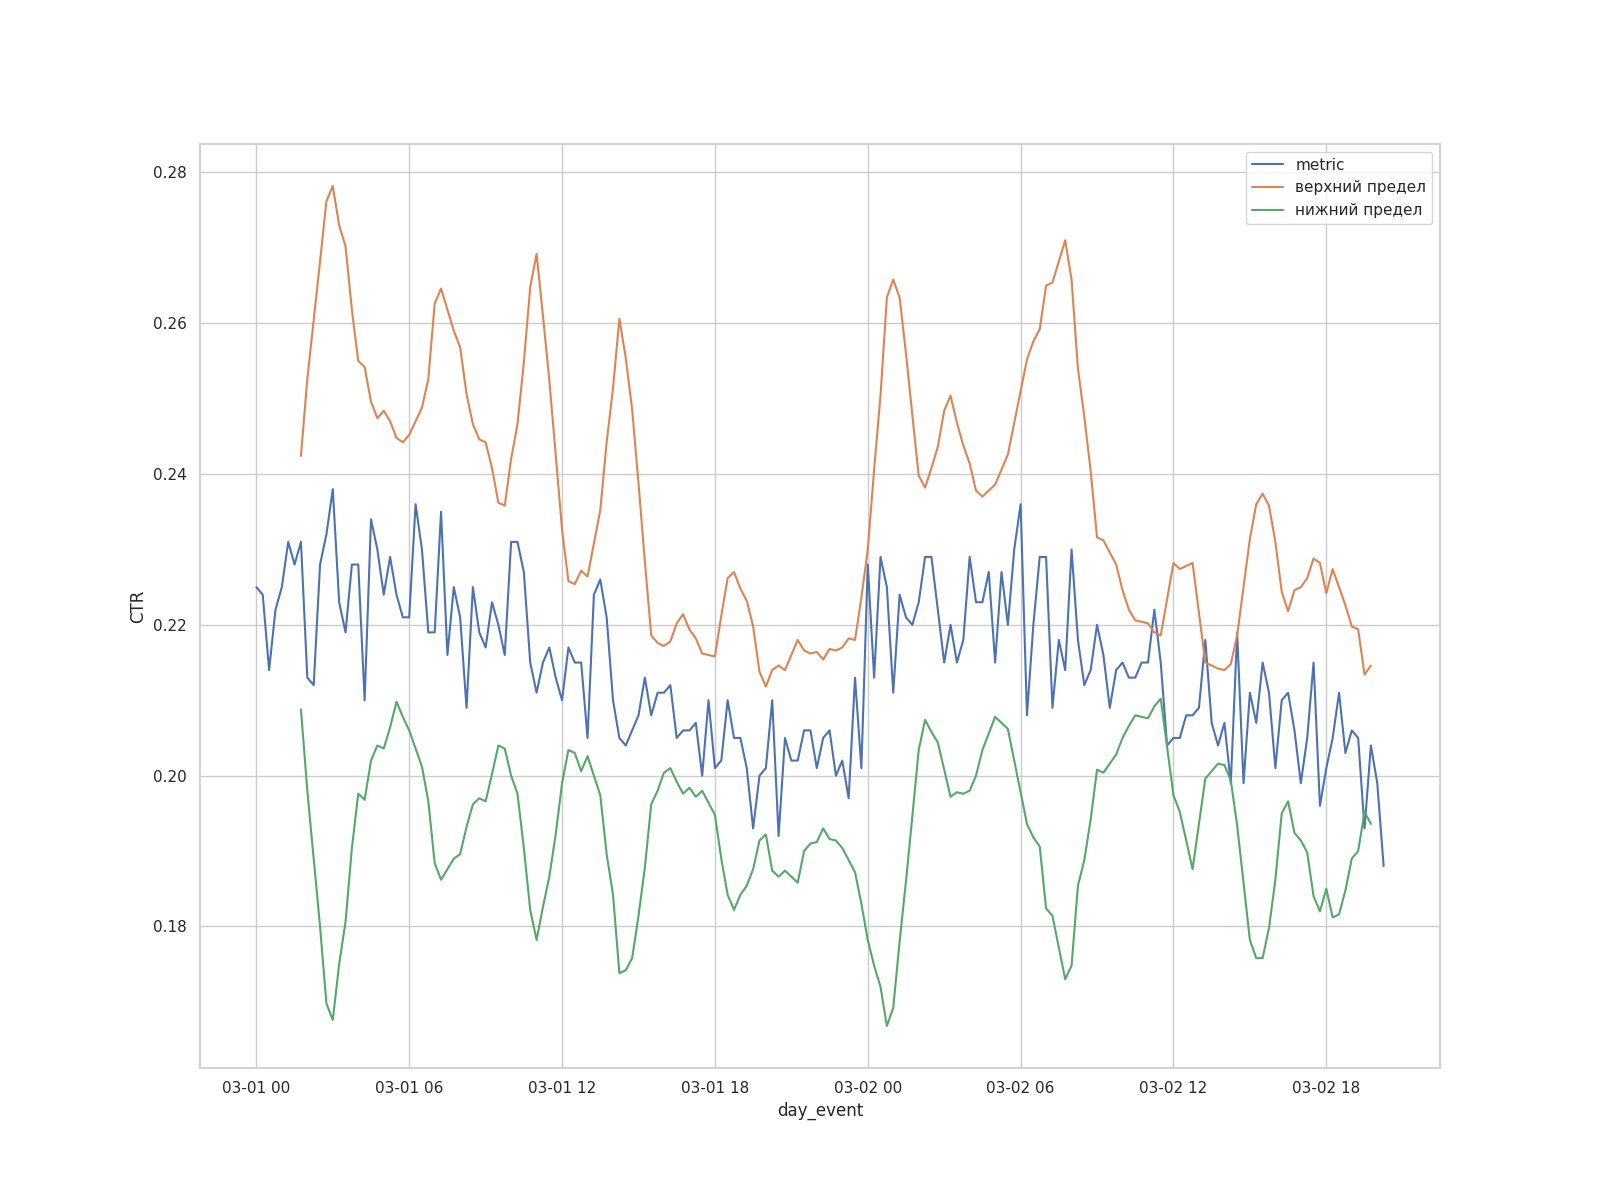 0.28
0.26
0.24
0.22
0.20
0.18
CTR
metric
верхний предел
нижний предел
03-01 00
03-01 06
03-01 12
03-01 18
03-02 00
03-02 06
03-02 12
03-02 18
day_event